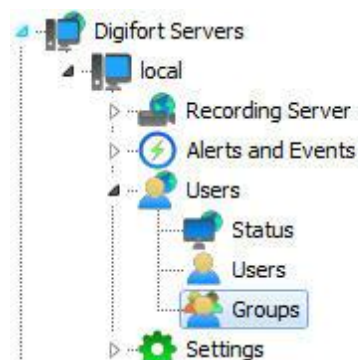 Digifort Servers
local
Recording Server
Alerts and Events
Users
Status
Users
Groups
Settings